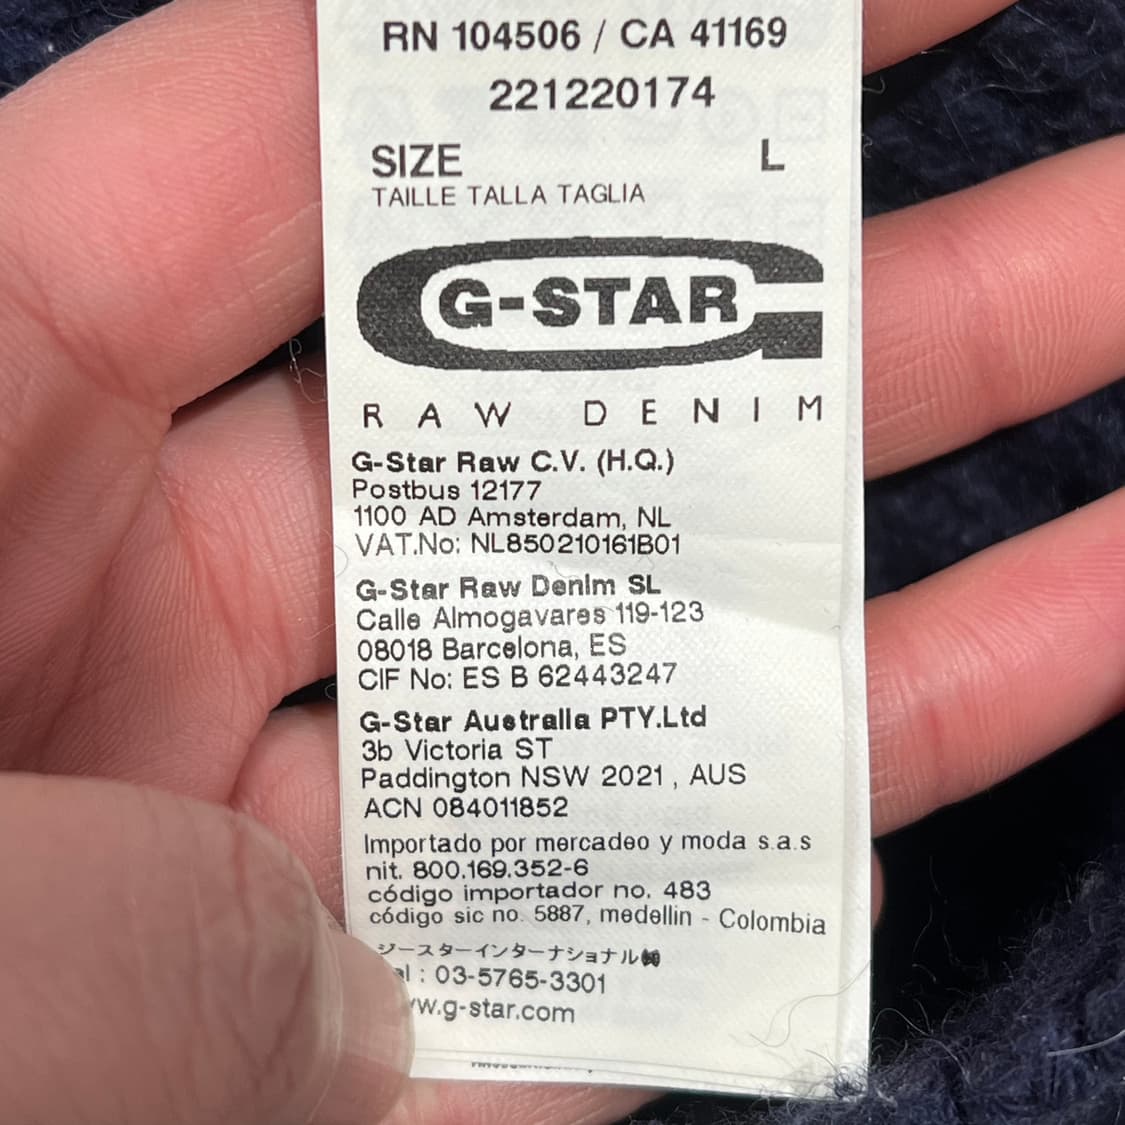 RN 104506 / CA 41169
221220174
SIZE L
TAILLE TALLA TAGLIA
G-STAR
RAW DENIM
G-Star Raw C.V. (H.Q.)
Postbus 12177
1100 AD Amsterdam, NL
VAT.No: NL850210161B01
G-Star Raw Denim SL
Calle Almogavares 119-123
08018 Barcelona, ES
CIF No: ES B 62443247
G-Star Australia PTY.Ltd
3b Victoria ST
Paddington NSW 2021, AUS
ACN 084011852
Importado por mercadeo y moda s.a.s
nit. 800.169.352-6
código importador no. 483
código sic no. 5887, medellin - Colombia
ジースターインターナショナル㈱
: 03-5765-3301
w.g-star.com